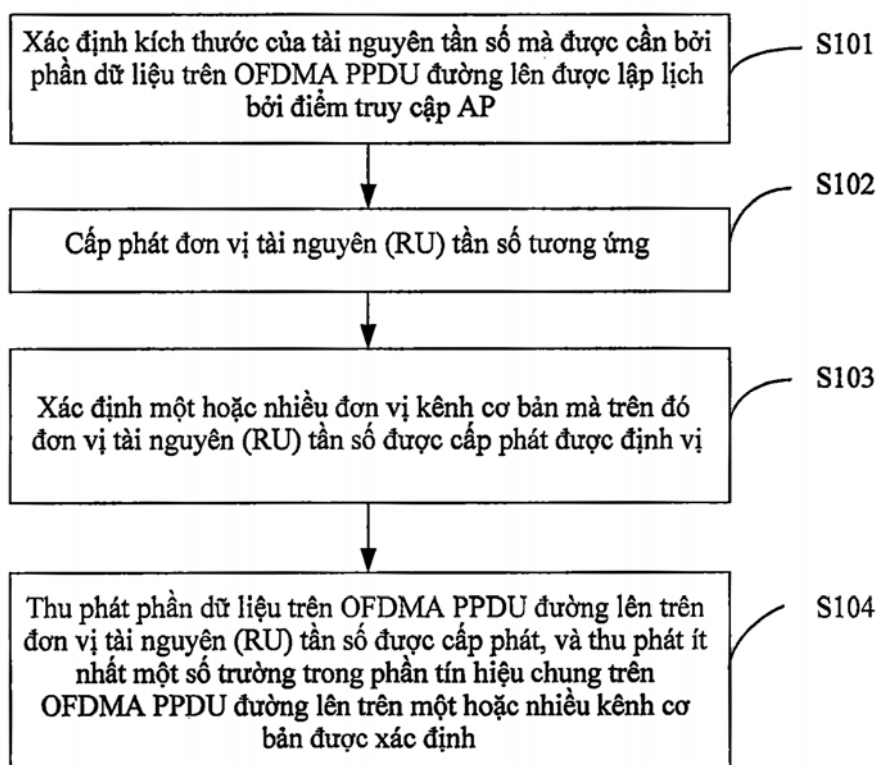 Xác định kích thước của tài nguyên tần số mà được cần bởi
phần dữ liệu trên OFDMA PPDU đường lên được lập lịch
bởi điểm truy cập AP
S101
Cấp phát đơn vị tài nguyên (RU) tần số tương ứng
S102
Xác định một hoặc nhiều đơn vị kênh cơ bản mà trên đó
đơn vị tài nguyên (RU) tần số được cấp phát được định vị
S103
Thu phát phần dữ liệu trên OFDMA PPDU đường lên trên
đơn vị tài nguyên (RU) tần số được cấp phát, và thu phát ít
nhất một số trường trong phần tín hiệu chung trên
OFDMA PPDU đường lên trên một hoặc nhiều kênh cơ
bản được xác định
S104